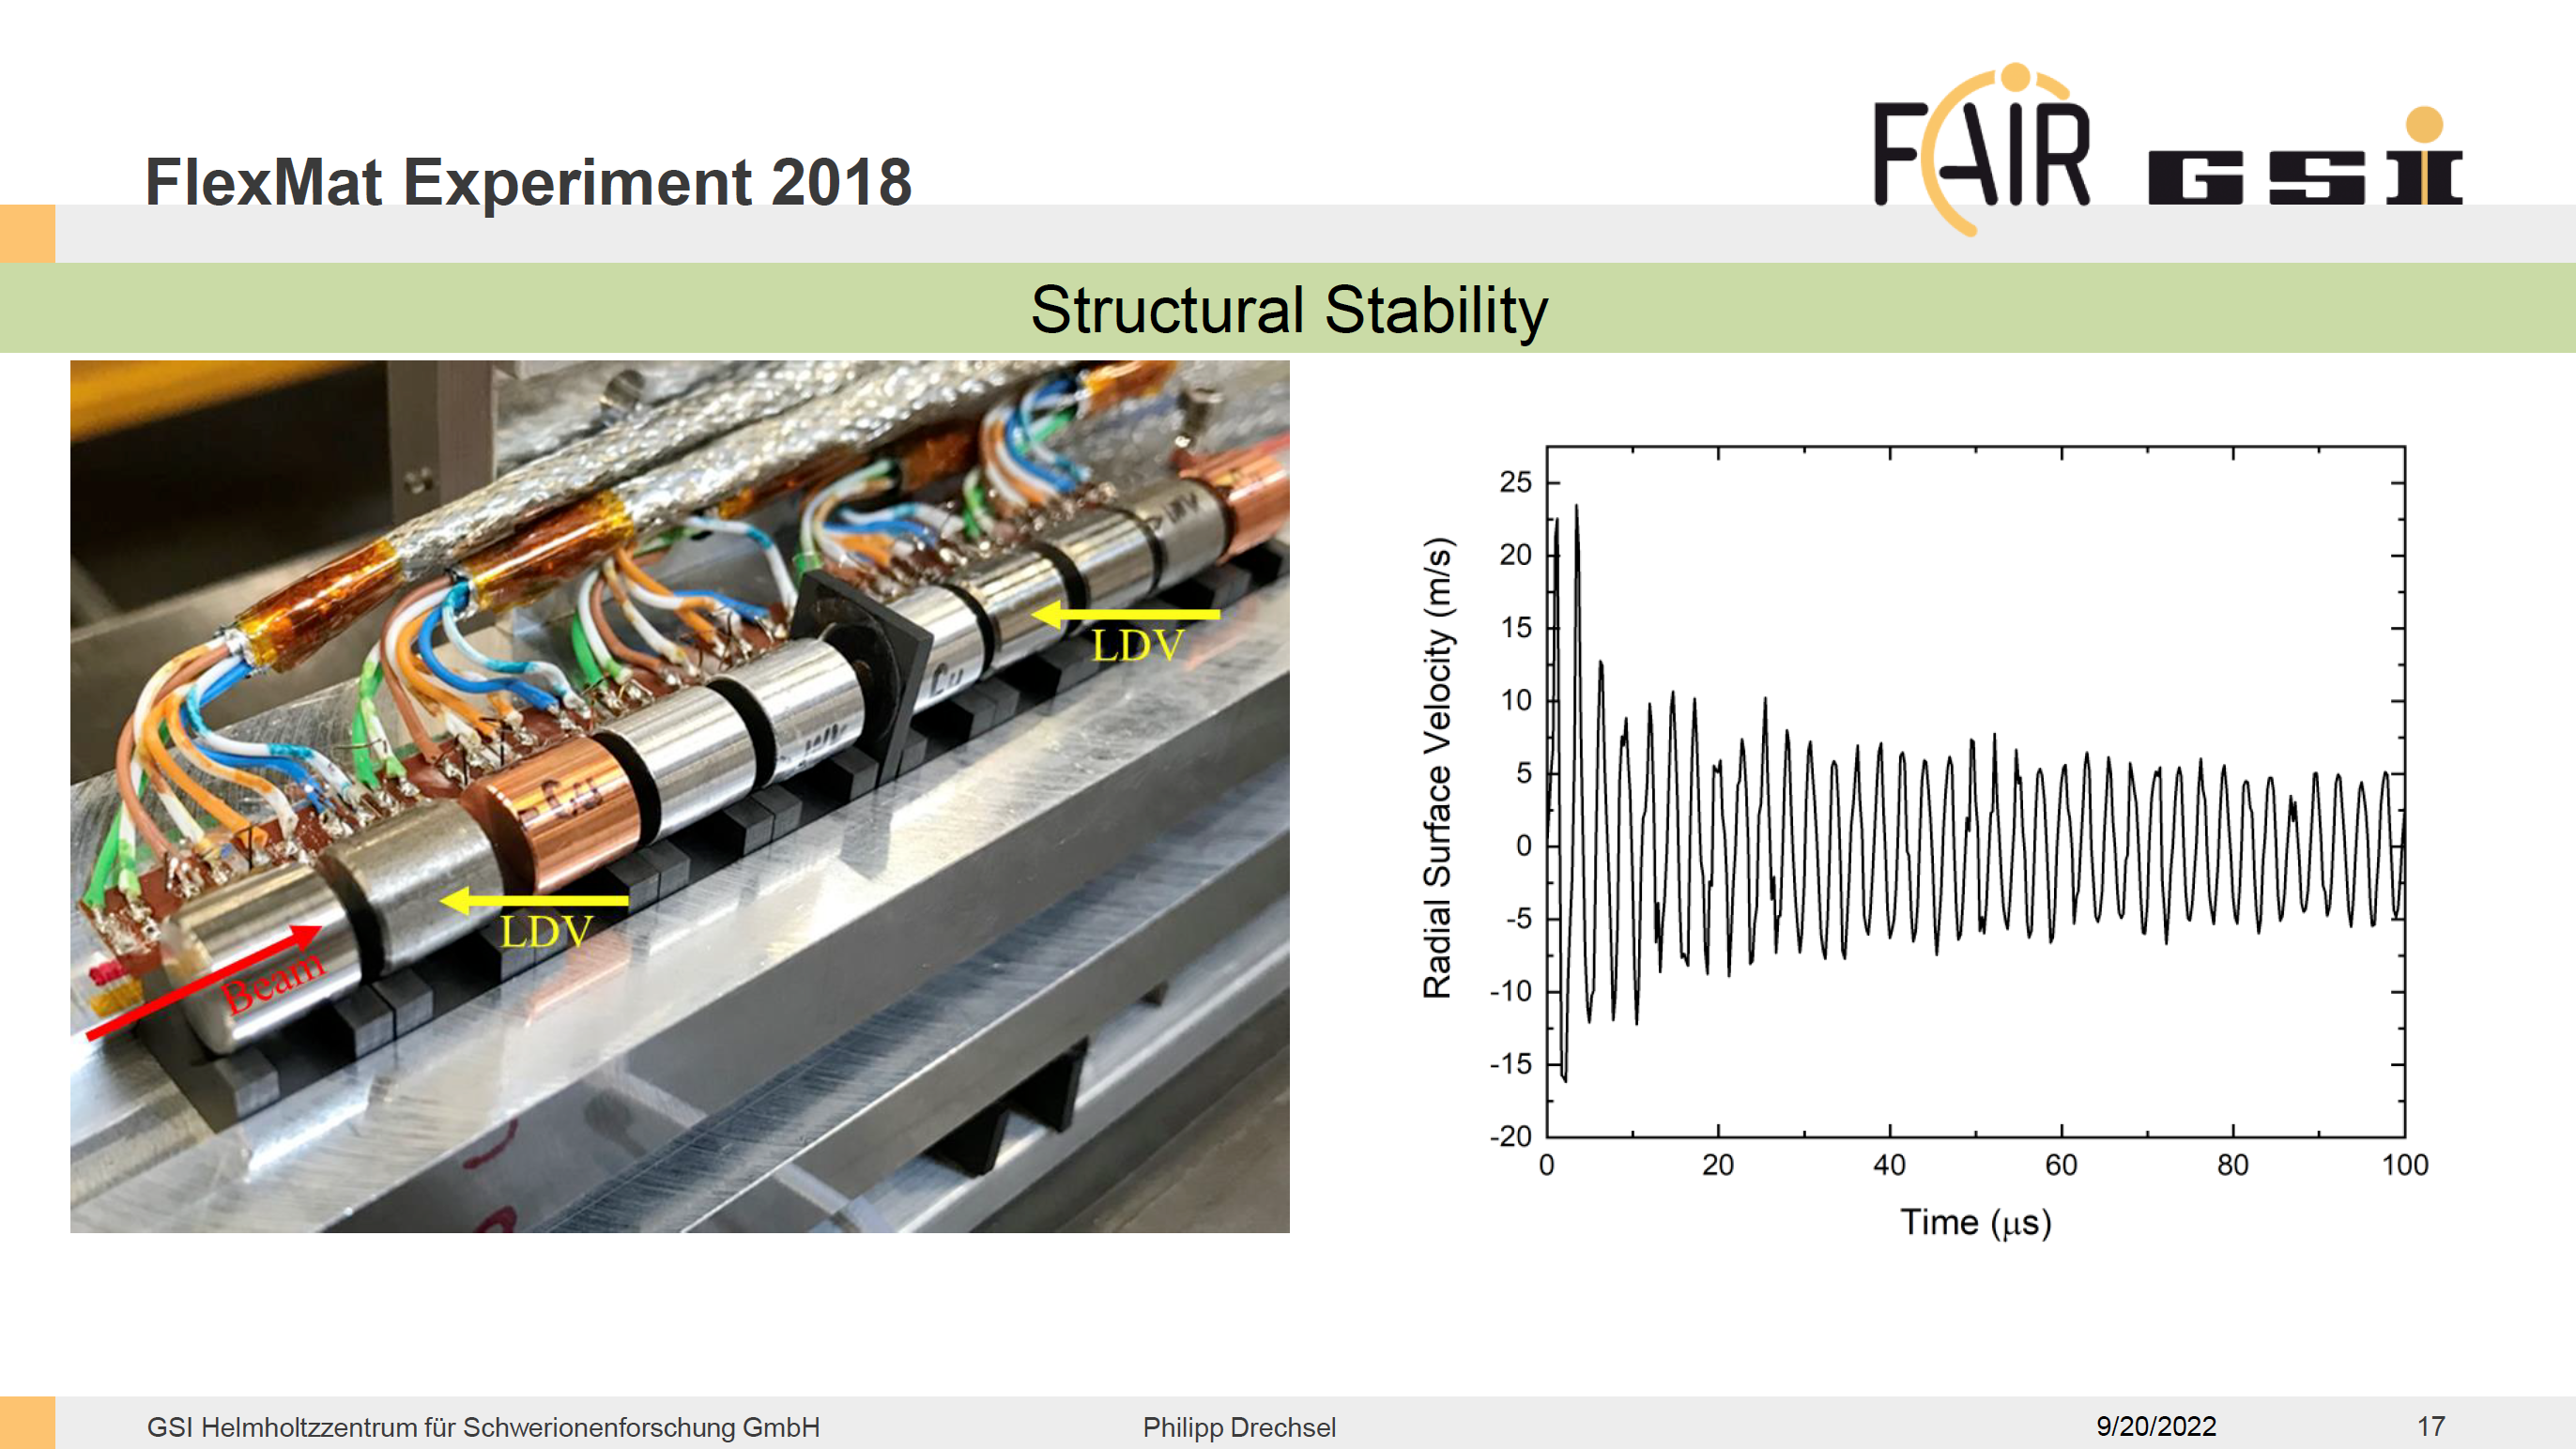 FlexMat Experiment 2018
FAIR GSI
Structural Stability
Beam
LDV
LDV
Cu
Cu
Radial Surface Velocity (m/s)
25
20
15
10
5
0
-5
-10
-15
-20
0 20 40 60 80 100
Time (μs)
GSI Helmholtzzentrum für Schwerionenforschung GmbH Philipp Drechsel 9/20/2022 17